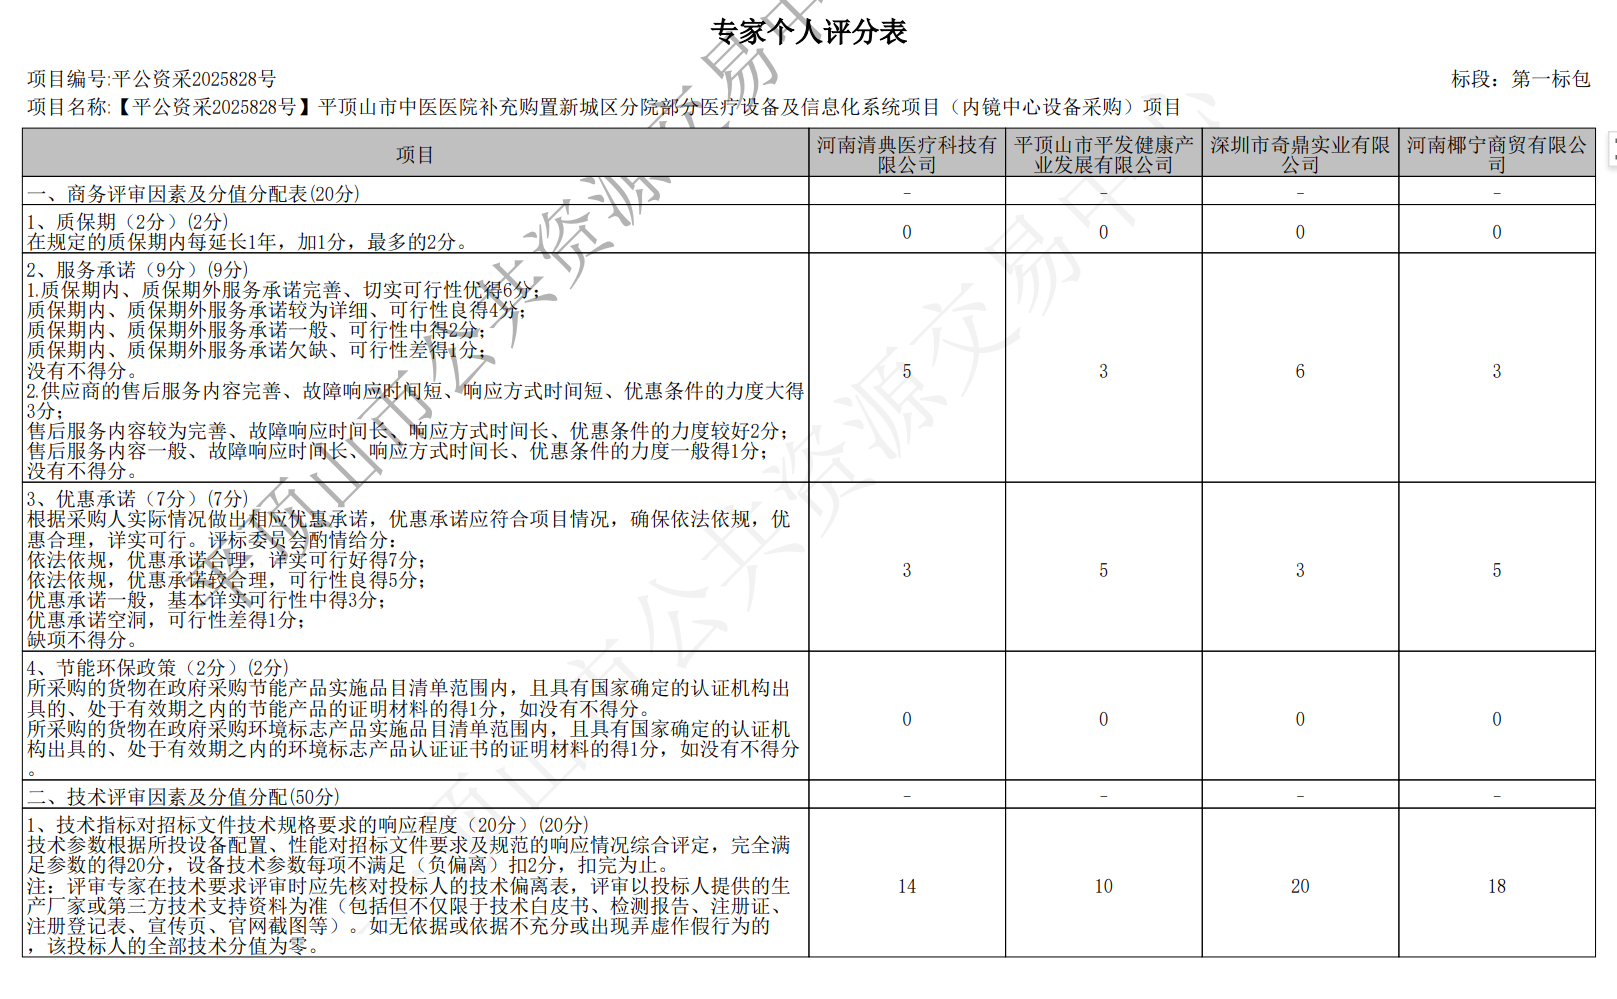 专家个人评分表
项目编号:平公资采2025828号
标段：第一标包
项目名称:【平公资采2025828号】平顶山市中医医院补充购置新城区分院部分医疗设备及信息化系统项目（内镜中心设备采购）项目
项目
河南清典医疗科技有
限公司
平顶山市平发健康产
业发展有限公司
深圳市奇鼎实业有限
公司
河南椰宁商贸有限公
司
一、商务评审因素及分值分配表(20分)
-
-
-
-
1、质保期（2分）(2分)
在规定的质保期内每延长1年，加1分，最多的2分。
0
0
0
0
2、服务承诺（9分）(9分)
1.质保期内、质保期外服务承诺完善、切实可行性优得6分；
质保期内、质保期外服务承诺较为详细、可行性良得4分；
质保期内、质保期外服务承诺一般、可行性中得2分；
质保期内、质保期外服务承诺欠缺、可行性差得1分；
没有不得分。
2.供应商的售后服务内容完善、故障响应时间短、响应方式时间短、优惠条件的力度大得
3分；
售后服务内容较为完善、故障响应时间长、响应方式时间长、优惠条件的力度较好2分；
售后服务内容一般、故障响应时间长、响应方式时间长、优惠条件的力度一般得1分；
没有不得分。
5
3
6
3
3、优惠承诺（7分）(7分)
根据采购人实际情况做出相应优惠承诺，优惠承诺应符合项目情况，确保依法依规，优
惠合理，详实可行。评标委员会酌情给分：
依法依规，优惠承诺合理，详实可行好得7分；
依法依规，优惠承诺较合理，可行性良得5分；
优惠承诺一般，基本详实可行性中得3分；
优惠承诺空洞，可行性差得1分；
缺项不得分。
3
5
3
5
4、节能环保政策（2分）(2分)
所采购的货物在政府采购节能产品实施品目清单范围内，且具有国家确定的认证机构出
具的、处于有效期之内的节能产品的证明材料的得1分，如没有不得分。
所采购的货物在政府采购环境标志产品实施品目清单范围内，且具有国家确定的认证机
构出具的、处于有效期之内的环境标志产品认证证书的证明材料的得1分，如没有不得分
。
0
0
0
0
二、技术评审因素及分值分配(50分)
-
-
-
-
1、技术指标对招标文件技术规格要求的响应程度（20分）(20分)
技术参数根据所投设备配置、性能对招标文件要求及规范的响应情况综合评定，完全满
足参数的得20分，设备技术参数每项不满足（负偏离）扣2分，扣完为止。
注：评审专家在技术要求评审时应先核对投标人的技术偏离表，评审以投标人提供的生
产厂家或第三方技术支持资料为准（包括但不仅限于技术白皮书、检测报告、注册证、
注册登记表、宣传页、官网截图等）。如无依据或依据不充分或出现弄虚作假行为的
，该投标人的全部技术分值为零。
14
10
20
18
平顶山市公共资源交易中
顶山市公共资源交易中心